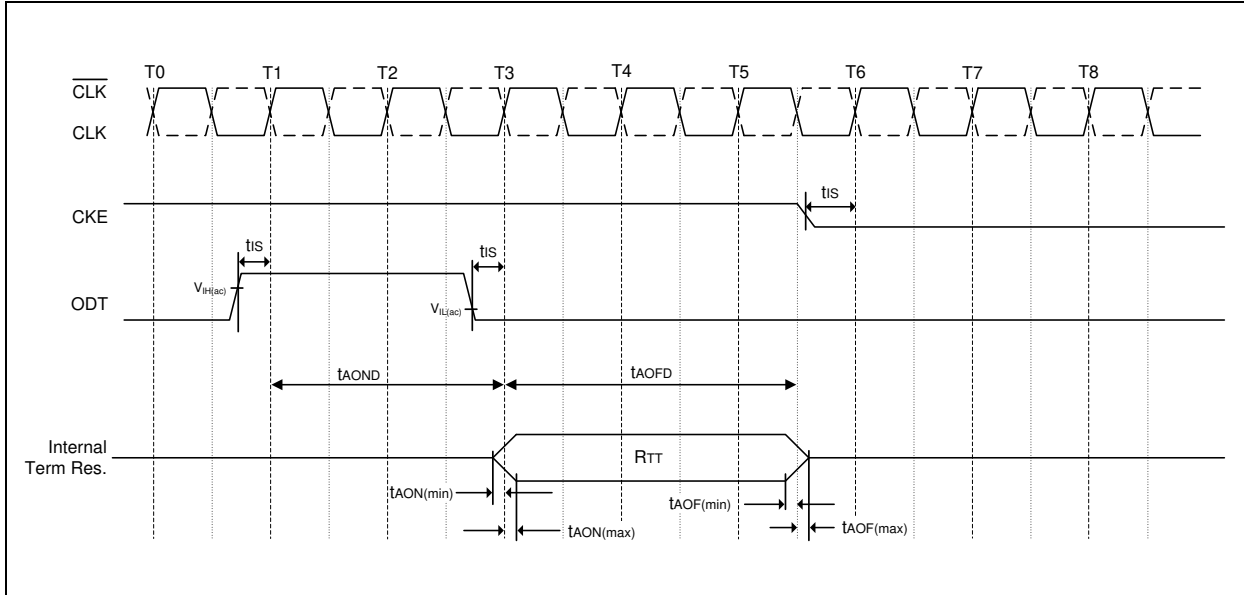 T0 T1 T2 T3 T4 T5 T6 T7 T8
CLK
CLK
tIS
CKE
tIS tIS
VIH(ac)
VIL(ac)
ODT
tAOND tAOFD
Internal
Term Res.
RTT
tAON(min) tAOF(min)
tAON(max) tAOF(max)